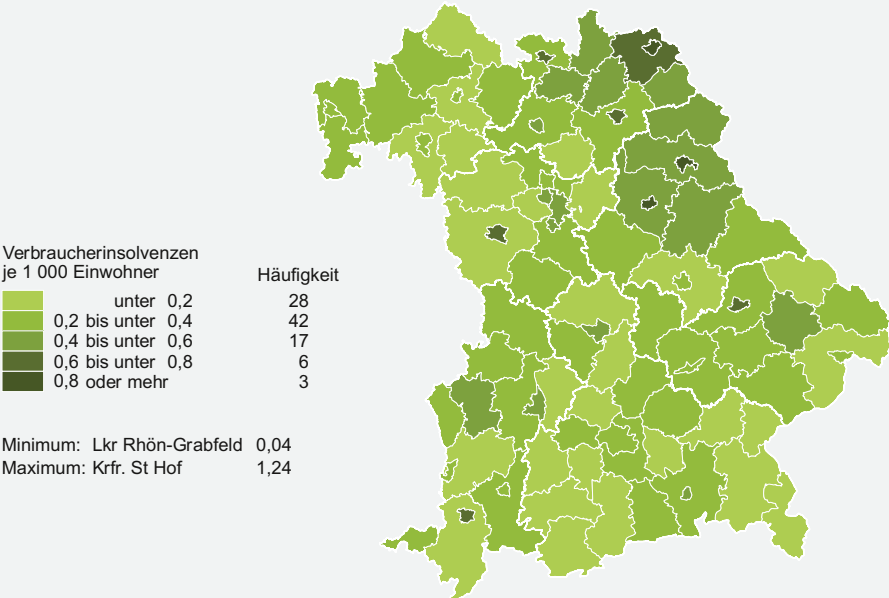 Verbraucherinsolvenzen
je 1 000 Einwohner
Häufigkeit
unter 0,2 28
0,2 bis unter 0,4 42
0,4 bis unter 0,6 17
0,6 bis unter 0,8 6
0,8 oder mehr 3
Minimum: Lkr Rhön-Grabfeld 0,04
Maximum: Krfr. St Hof 1,24